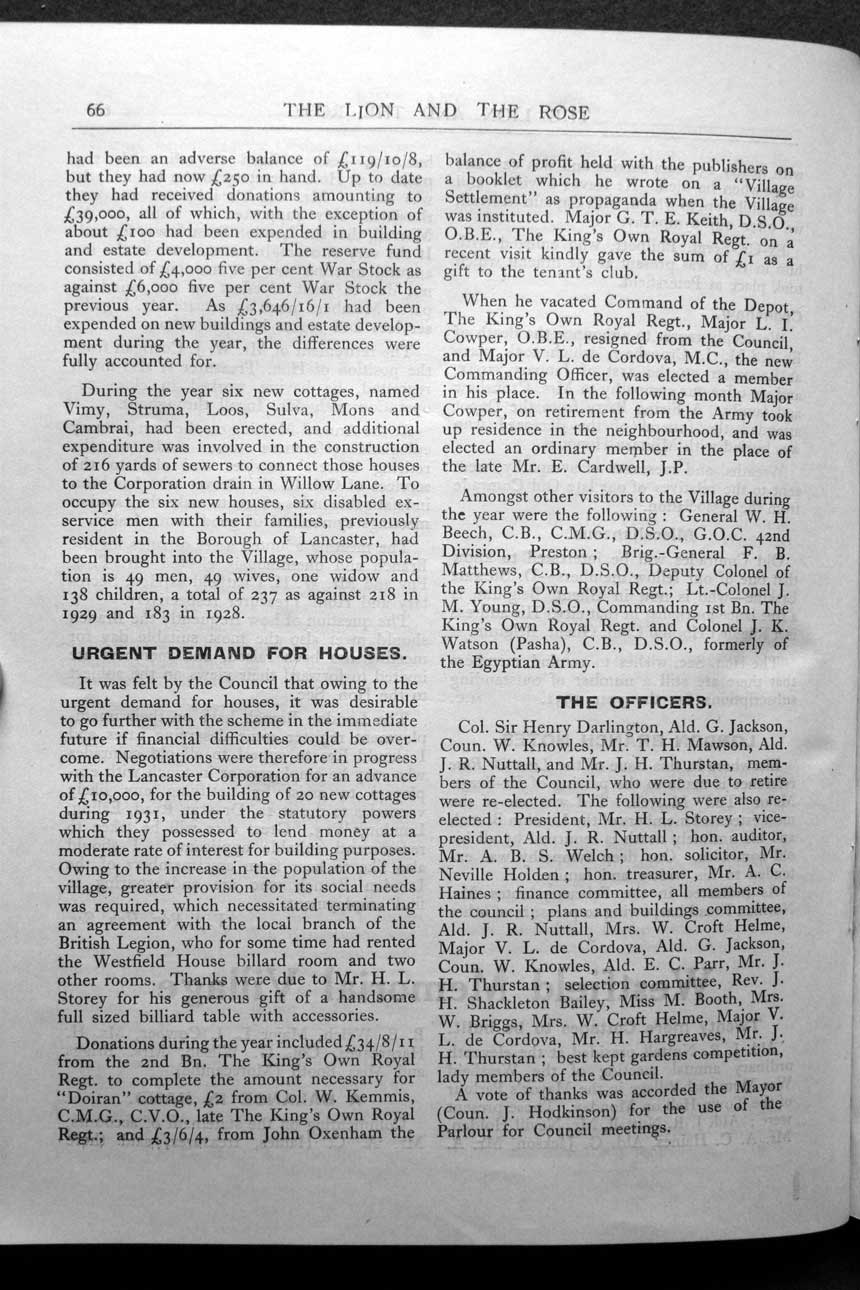 66
THE LION AND THE ROSE
had been an adverse balance of £119/10/8,
but they had now £250 in hand. Up to date
they had received donations amounting to
£39,000, all of which, with the exception of
about £100 had been expended in building
and estate development. The reserve fund
consisted of £4,000 five per cent War Stock as
against £6,000 five per cent War Stock the
previous year. As £3,646/16/1 had been
expended on new buildings and estate develop-
ment during the year, the differences were
fully accounted for.
During the year six new cottages, named
Vimy, Struma, Loos, Sulva, Mons and
Cambrai, had been erected, and additional
expenditure was involved in the construction
of 216 yards of sewers to connect those houses
to the Corporation drain in Willow Lane. To
occupy the six new houses, six disabled ex-
service men with their families, previously
resident in the Borough of Lancaster, had
been brought into the Village, whose popula-
tion is 49 men, 49 wives, one widow and
138 children, a total of 237 as against 218 in
1929 and 183 in 1928.
URGENT DEMAND FOR HOUSES.
It was felt by the Council that owing to the
urgent demand for houses, it was desirable
to go further with the scheme in the immediate
future if financial difficulties could be over-
come. Negotiations were therefore in progress
with the Lancaster Corporation for an advance
of £10,000, for the building of 20 new cottages
during 1931, under the statutory powers
which they possessed to lend money at a
moderate rate of interest for building purposes.
Owing to the increase in the population of the
village, greater provision for its social needs
was required, which necessitated terminating
an agreement with the local branch of the
British Legion, who for some time had rented
the Westfield House billard room and two
other rooms. Thanks were due to Mr. H. L.
Storey for his generous gift of a handsome
full sized billiard table with accessories.
Donations during the year included £34/8/11
from the 2nd Bn. The King's Own Royal
Regt. to complete the amount necessary for
"Doiran" cottage, £2 from Col. W. Kemmis,
C.M.G., C.V.O., late The King's Own Royal
Regt.; and £3/6/4, from John Oxenham the
balance of profit held with the publishers on
a booklet which he wrote on a "Village
Settlement" as propaganda when the Village
was instituted. Major G. T. E. Keith, D.S.O.,
O.B.E., The King's Own Royal Regt. on a
recent visit kindly gave the sum of £1 as a
gift to the tenant's club.
When he vacated Command of the Depot,
The King's Own Royal Regt., Major L. I.
Cowper, O.B.E., resigned from the Council,
and Major V. L. de Cordova, M.C., the new
Commanding Officer, was elected a member
in his place. In the following month Major
Cowper, on retirement from the Army took
up residence in the neighbourhood, and was
elected an ordinary member in the place of
the late Mr. E. Cardwell, J.P.
Amongst other visitors to the Village during
the year were the following : General W. H.
Beech, C.B., C.M.G., D.S.O., G.O.C. 42nd
Division, Preston ; Brig.-General F. B.
Matthews, C.B., D.S.O., Deputy Colonel of
the King's Own Royal Regt.; Lt.-Colonel J.
M. Young, D.S.O., Commanding 1st Bn. The
King's Own Royal Regt. and Colonel J. K.
Watson (Pasha), C.B., D.S.O., formerly of
the Egyptian Army.
THE OFFICERS.
Col. Sir Henry Darlington, Ald. G. Jackson,
Coun. W. Knowles, Mr. T. H. Mawson, Ald.
J. R. Nuttall, and Mr. J. H. Thurstan, mem-
bers of the Council, who were due to retire
were re-elected. The following were also re-
elected : President, Mr. H. L. Storey ; vice-
president, Ald. J. R. Nuttall ; hon. auditor,
Mr. A. B. S. Welch ; hon. solicitor, Mr.
Neville Holden ; hon. treasurer, Mr. A. C.
Haines ; finance committee, all members of
the council ; plans and buildings committee,
Ald. J. R. Nuttall, Mrs. W. Croft Helme,
Major V. L. de Cordova, Ald. G. Jackson,
Coun. W. Knowles, Ald. E. C. Parr, Mr. J.
H. Thurstan ; selection committee, Rev. J.
H. Shackleton Bailey, Miss M. Booth, Mrs.
W. Briggs, Mrs. W. Croft Helme, Major V.
L. de Cordova, Mr. H. Hargreaves, Mr. J.
H. Thurstan ; best kept gardens competition,
lady members of the Council.
A vote of thanks was accorded the Mayor
(Coun. J. Hodkinson) for the use of the
Parlour for Council meetings.